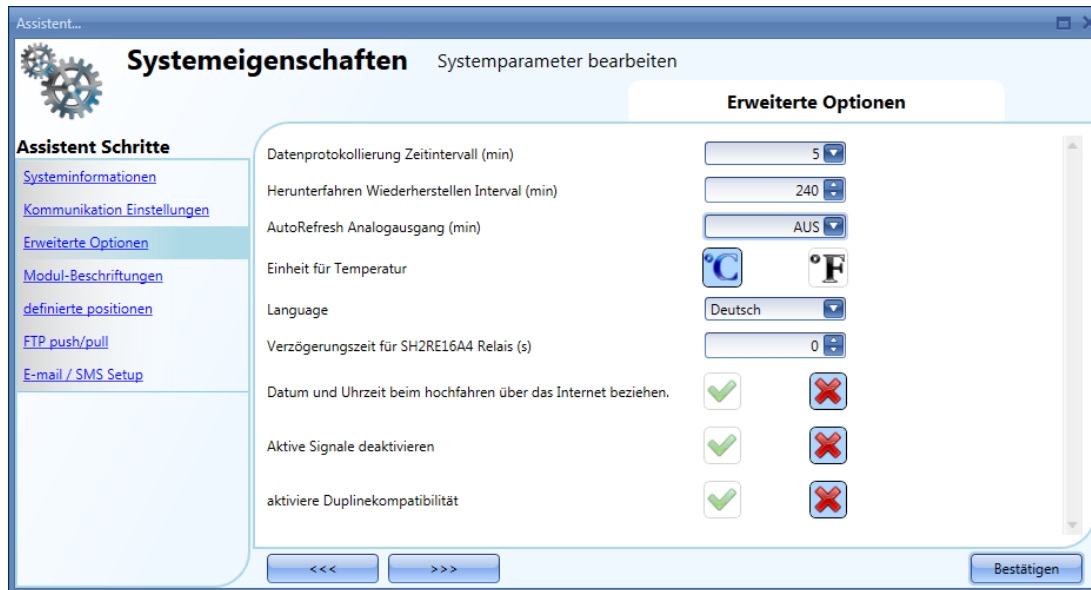 Assistent...
Systemeigenschaften Systemparameter bearbeiten
Erweiterte Optionen
Assistent Schritte
Systeminformationen
Kommunikation Einstellungen
Erweiterte Optionen
Modul-Beschriftungen
definierte positionen
FTP push/pull
E-mail / SMS Setup
Datenprotokollierung Zeitintervall (min) 5
Herunterfahren Wiederherstellen Interval (min) 240
AutoRefresh Analogausgang (min) AUS
Einheit für Temperatur °C °F
Language Deutsch
Verzögerungszeit für SH2RE16A4 Relais (s) 0
Datum und Uhrzeit beim hochfahren über das Internet beziehen.
Aktive Signale deaktivieren
aktiviere Duplinekompatibilität
<<< >>> Bestätigen